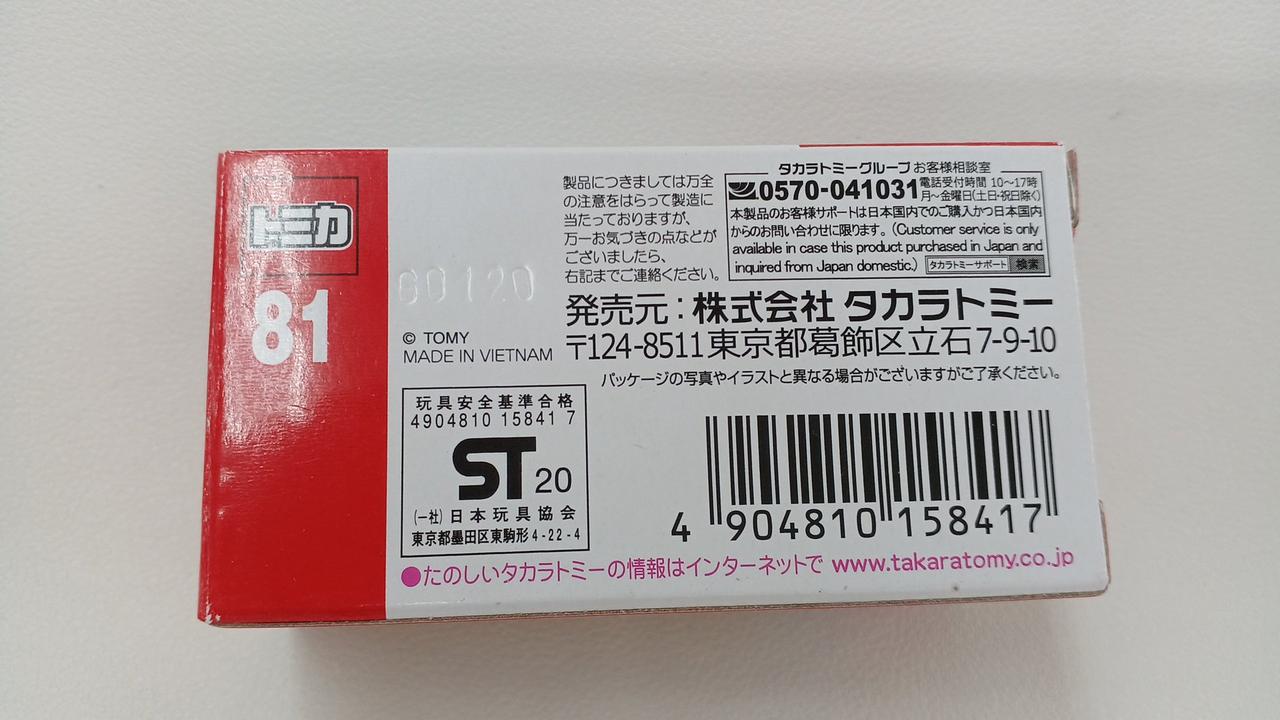 トミカ
81
60120
© TOMY
MADE IN VIETNAM
製品につきましては万全
の注意をはらって製造に
当たっておりますが、
万一お気づきの点などが
ございましたら、
右記までご連絡ください。
タカラトミーグループ お客様相談室
0570-041031 電話受付時間 10〜17時
月〜金曜日(土日・祝日除く)
本製品のお客様サポートは日本国内でのご購入かつ日本国内
からのお問い合わせに限ります。(Customer service is only
available in case this product purchased in Japan and
inquired from Japan domestic.) タカラトミーサポート 検索
発売元:株式会社 タカラトミー
〒124-8511 東京都葛飾区立石 7-9-10
パッケージの写真やイラストと異なる場合がございますがご了承ください。
玩具安全基準合格
4904810 15841 7
ST 20
(一社)日本玩具協会
東京都墨田区東駒形4-22-4
4 904810 158417
●たのしいタカラトミーの情報はインターネットで www.takaratomy.co.jp